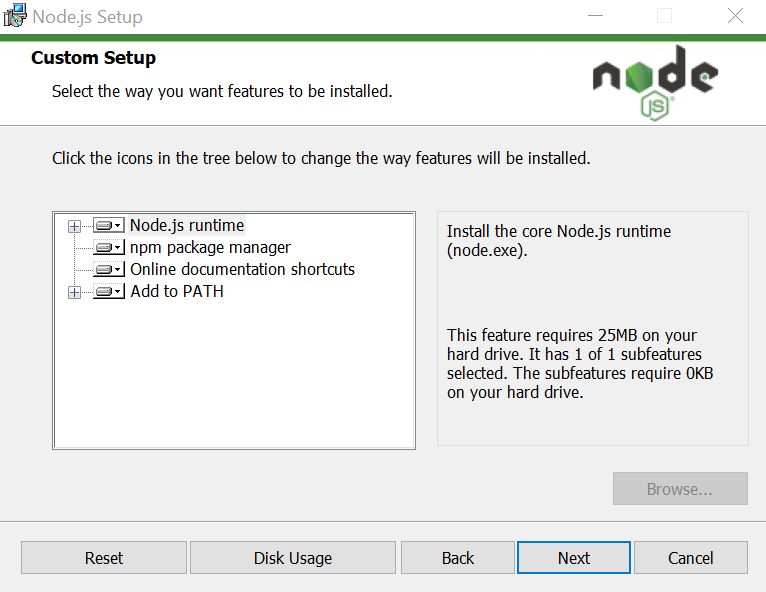 Node.js Setup
Custom Setup
Select the way you want features to be installed.
node
JS®
Click the icons in the tree below to change the way features will be installed.
Node.js runtime
npm package manager
Online documentation shortcuts
Add to PATH
Install the core Node.js runtime
(node.exe).
This feature requires 25MB on your
hard drive. It has 1 of 1 subfeatures
selected. The subfeatures require 0KB
on your hard drive.
Browse...
Reset
Disk Usage
Back
Next
Cancel